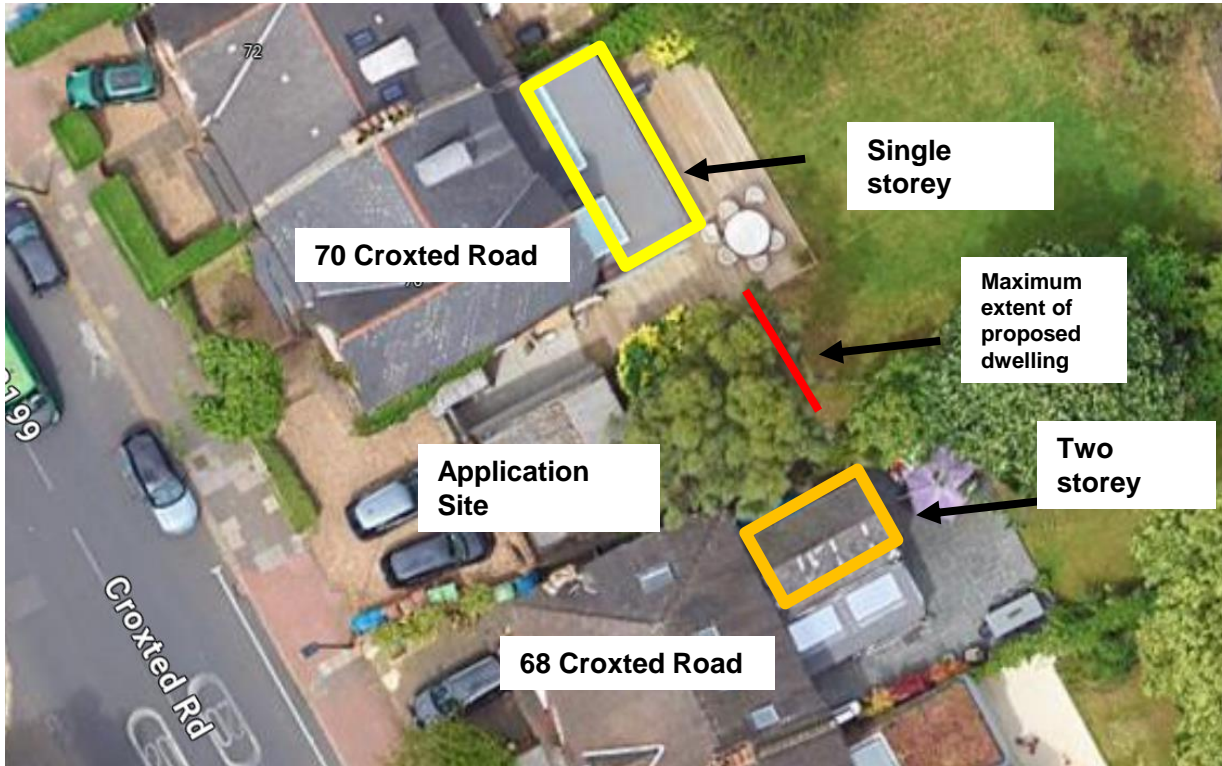 72
Single
storey
70 Croxted Road
Maximum
extent of
proposed
dwelling
Two
storey
Application
Site
68 Croxted Road
Croxted Rd